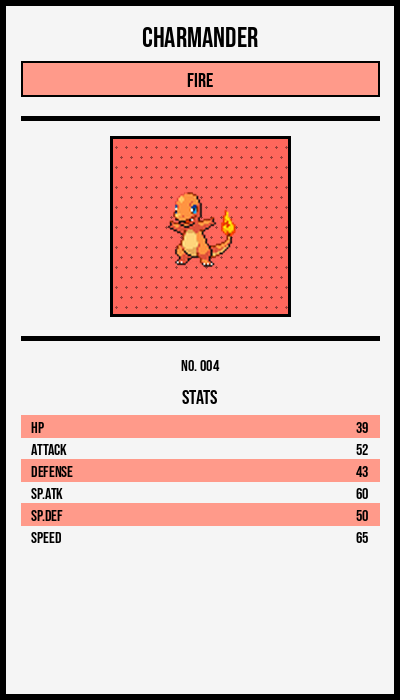 CHARMANDER
FIRE
NO. 004
STATS
HP 39
ATTACK 52
DEFENSE 43
SP.ATK 60
SP.DEF 50
SPEED 65